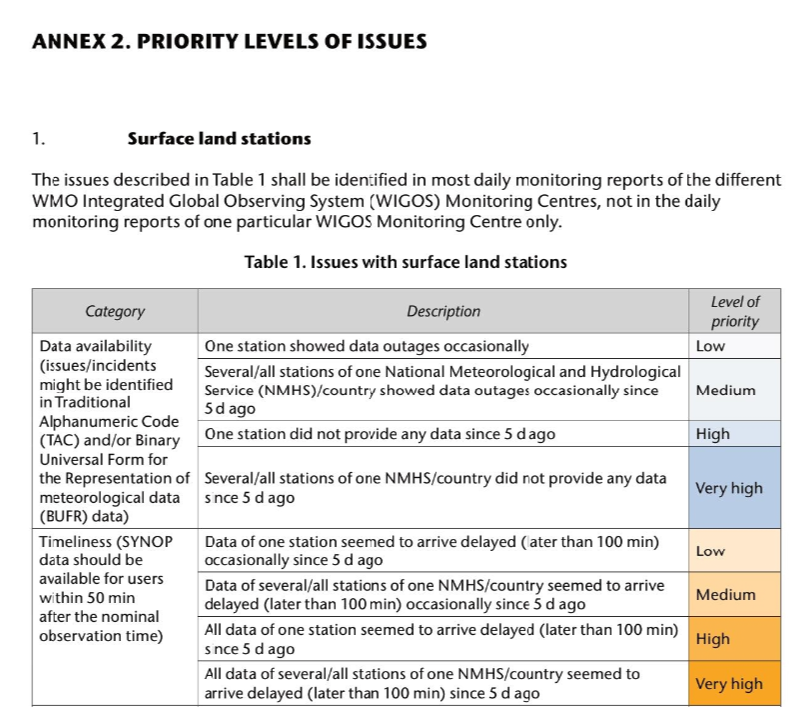 ANNEX 2. PRIORITY LEVELS OF ISSUES
1. Surface land stations
The issues described in Table 1 shall be identified in most daily monitoring reports of the different
WMO Integrated Global Observing System (WIGOS) Monitoring Centres, not in the daily
monitoring reports of one particular WIGOS Monitoring Centre only.
Table 1. Issues with surface land stations
Category Description Level of
priority
Data availability
(issues/incidents
might be identified
in Traditional
Alphanumeric Code
(TAC) and/or Binary
Universal Form for
the Representation of
meteorological data
(BUFR) data)
One station showed data outages occasionally
Low
Several/all stations of one National Meteorological and Hydrological
Service (NMHS)/country showed data outages occasionally since
5 d ago
Medium
One station did not provide any data since 5 d ago
High
Several/all stations of one NMHS/country did not provide any data
since 5 d ago
Very high
Timeliness (SYNOP
data should be
available for users
within 50 min
after the nominal
observation time)
Data of one station seemed to arrive delayed (later than 100 min)
occasionally since 5 d ago
Low
Data of several/all stations of one NMHS/country seemed to arrive
delayed (later than 100 min) occasionally since 5 d ago
Medium
All data of one station seemed to arrive delayed (later than 100 min)
since 5 d ago
High
All data of several/all stations of one NMHS/country seemed to
arrive delayed (later than 100 min) since 5 d ago
Very high